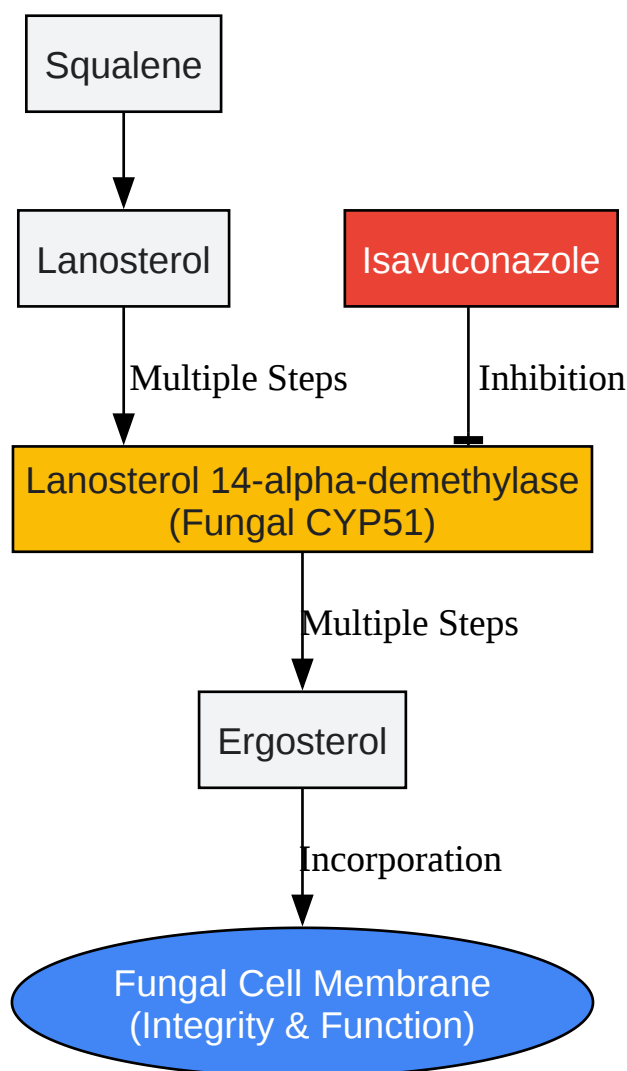 Squalene
Lanosterol
Isavuconazole
Multiple Steps
Inhibition
Lanosterol 14-alpha-demethylase
(Fungal CYP51)
Multiple Steps
Ergosterol
Incorporation
Fungal Cell Membrane
(Integrity & Function)